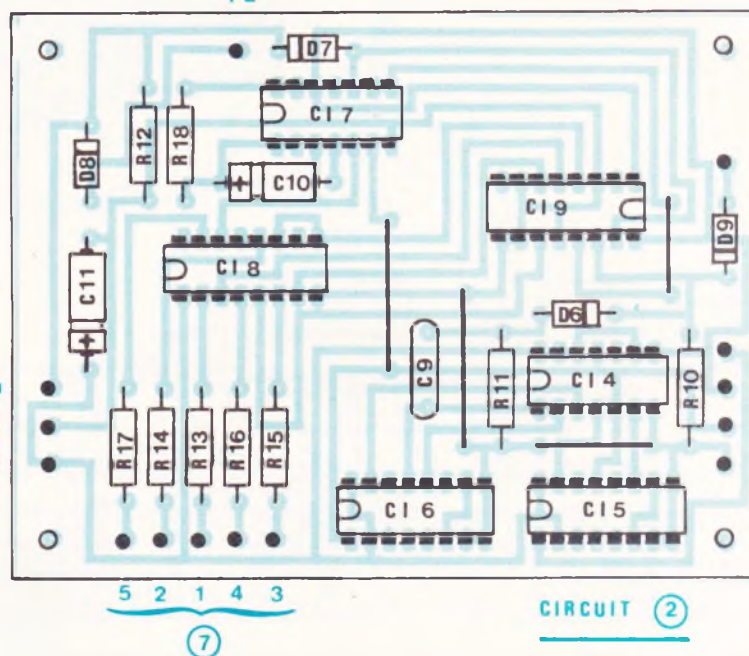 D7
CI 7
R12
R18
D8
C10
CI 9
D9
CI 8
C11
D6
C9
R11
CI 4
R10
R17
R14
R13
R16
R15
CI 6
CI 5
5 2 1 4 3
7
CIRCUIT 2